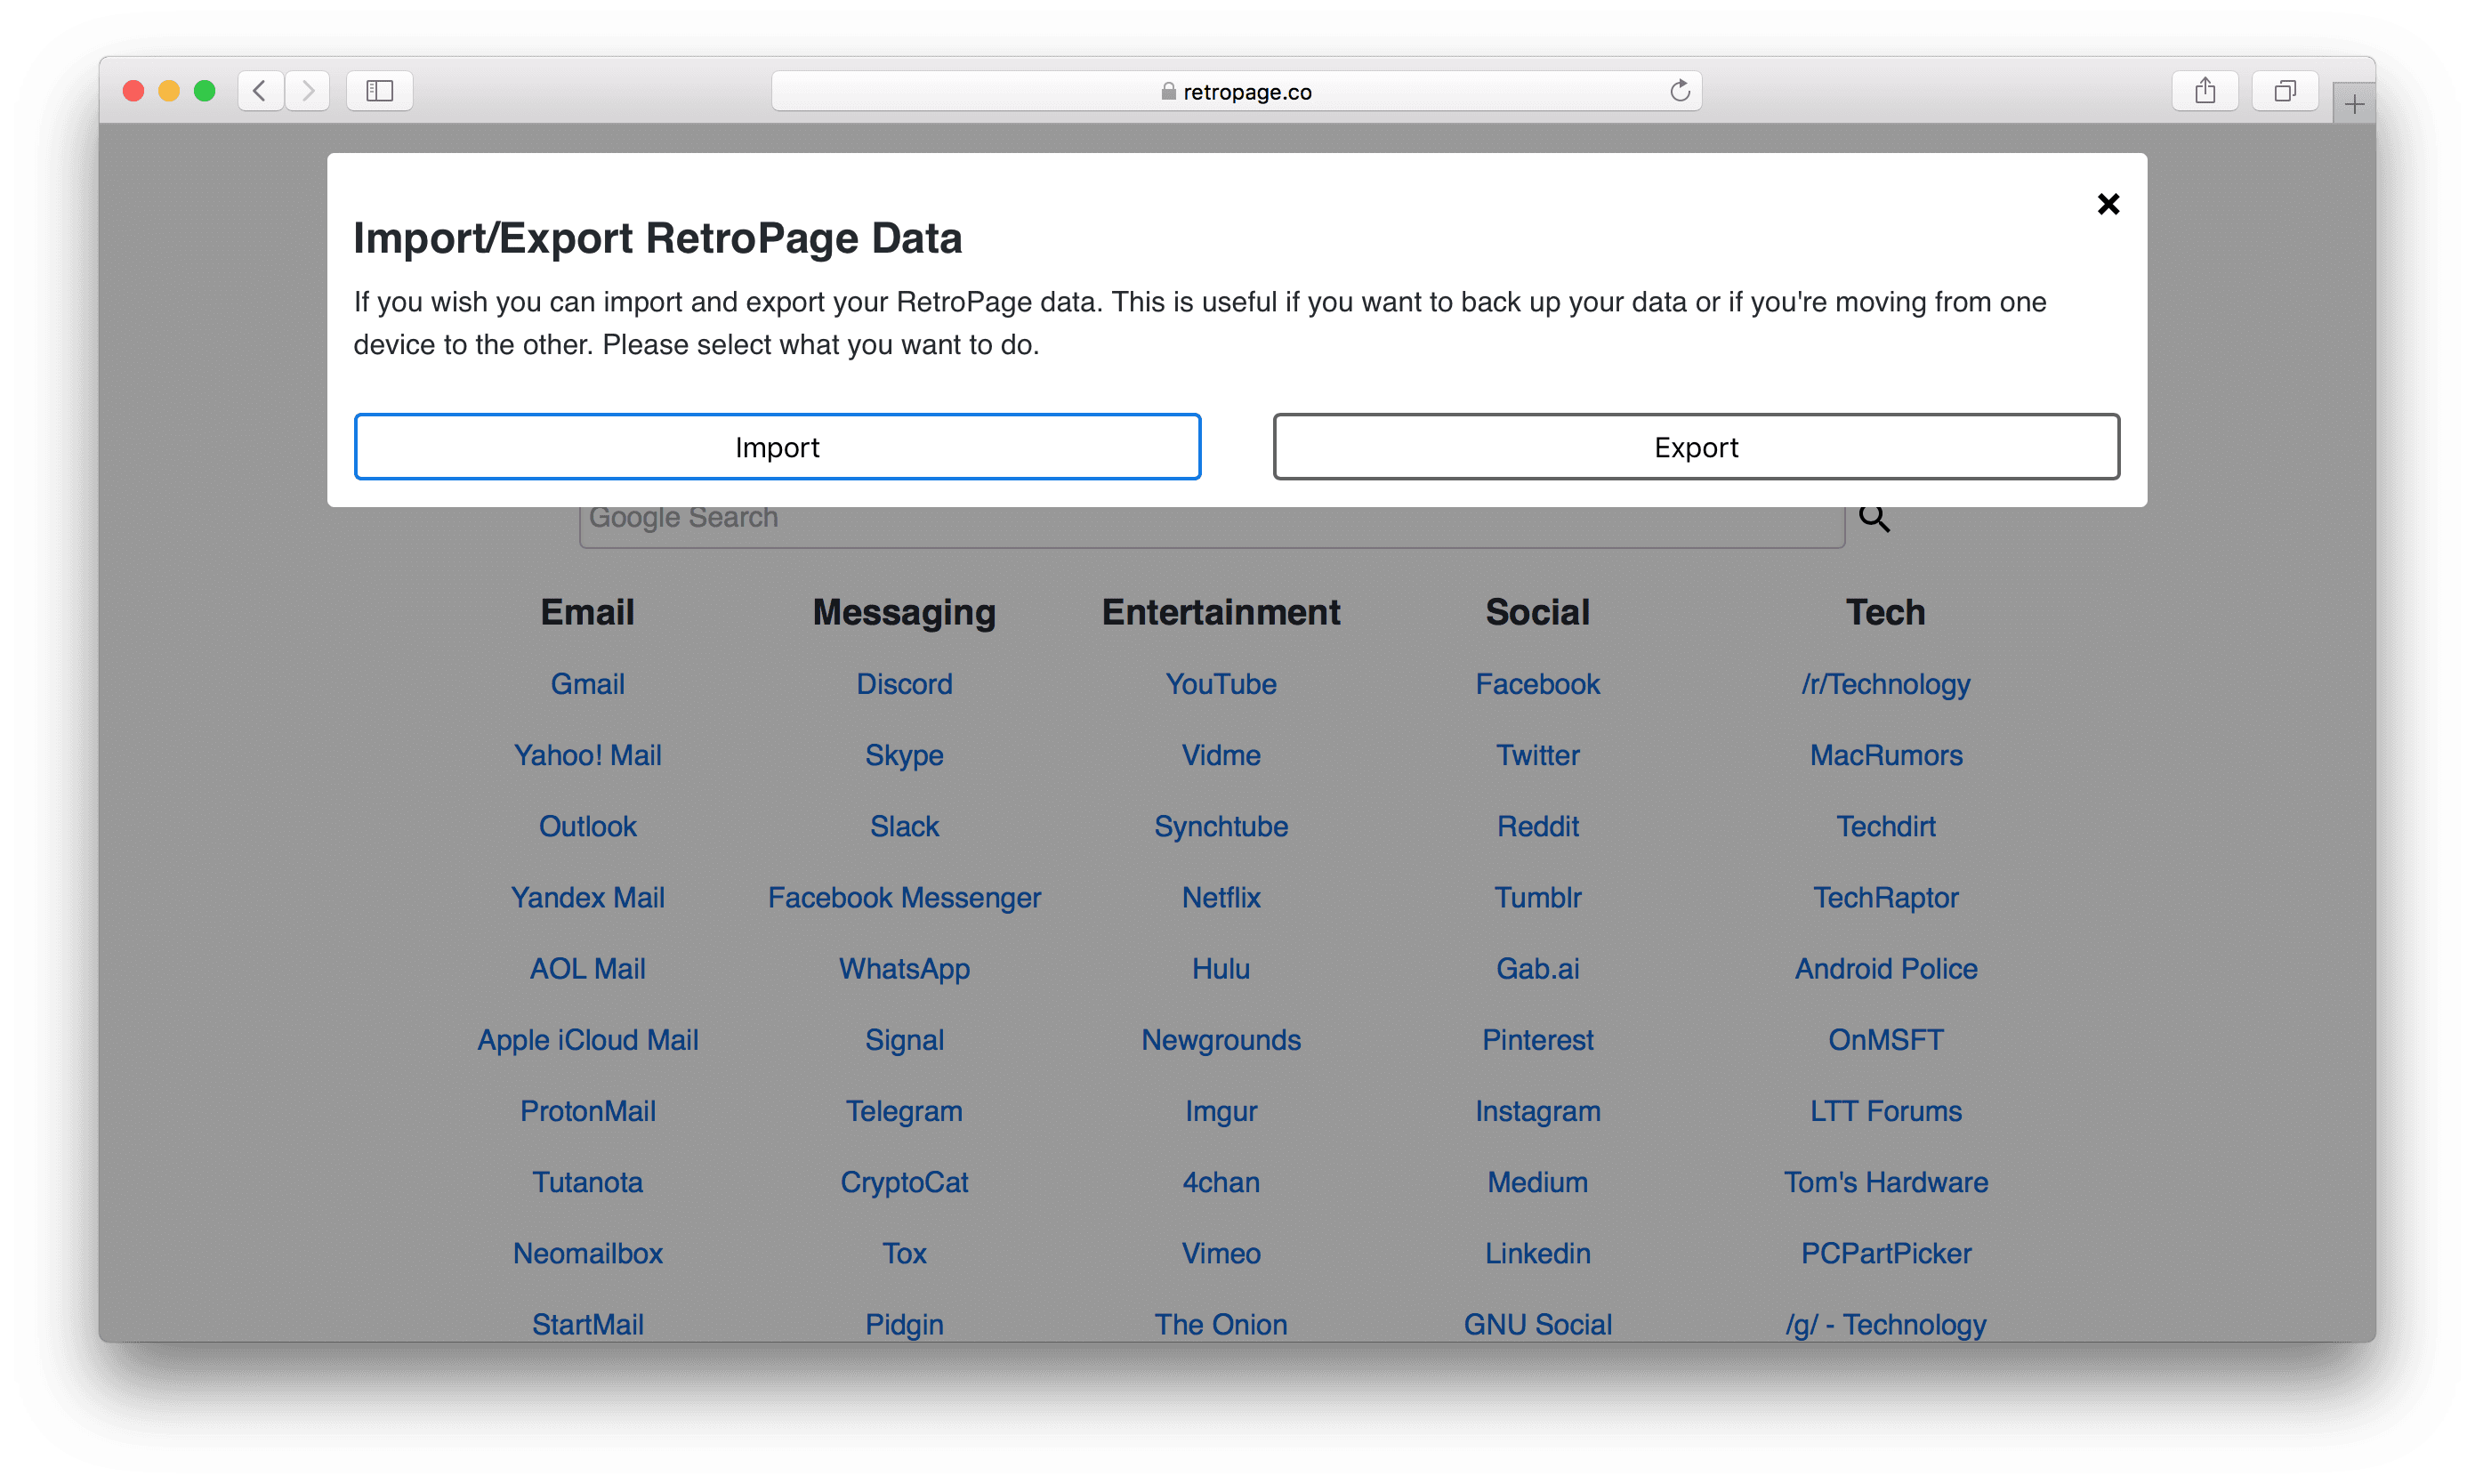 retropage.co
Import/Export RetroPage Data
If you wish you can import and export your RetroPage data. This is useful if you want to back up your data or if you're moving from one
device to the other. Please select what you want to do.
Import Export
Google Search
Email Messaging Entertainment Social Tech
Gmail Discord YouTube Facebook /r/Technology
Yahoo! Mail Skype Vidme Twitter MacRumors
Outlook Slack Synchtube Reddit Techdirt
Yandex Mail Facebook Messenger Netflix Tumblr TechRaptor
AOL Mail WhatsApp Hulu Gab.ai Android Police
Apple iCloud Mail Signal Newgrounds Pinterest OnMSFT
ProtonMail Telegram Imgur Instagram LTT Forums
Tutanota CryptoCat 4chan Medium Tom's Hardware
Neomailbox Tox Vimeo Linkedin PCPartPicker
StartMail Pidgin The Onion GNU Social /g/ - Technology